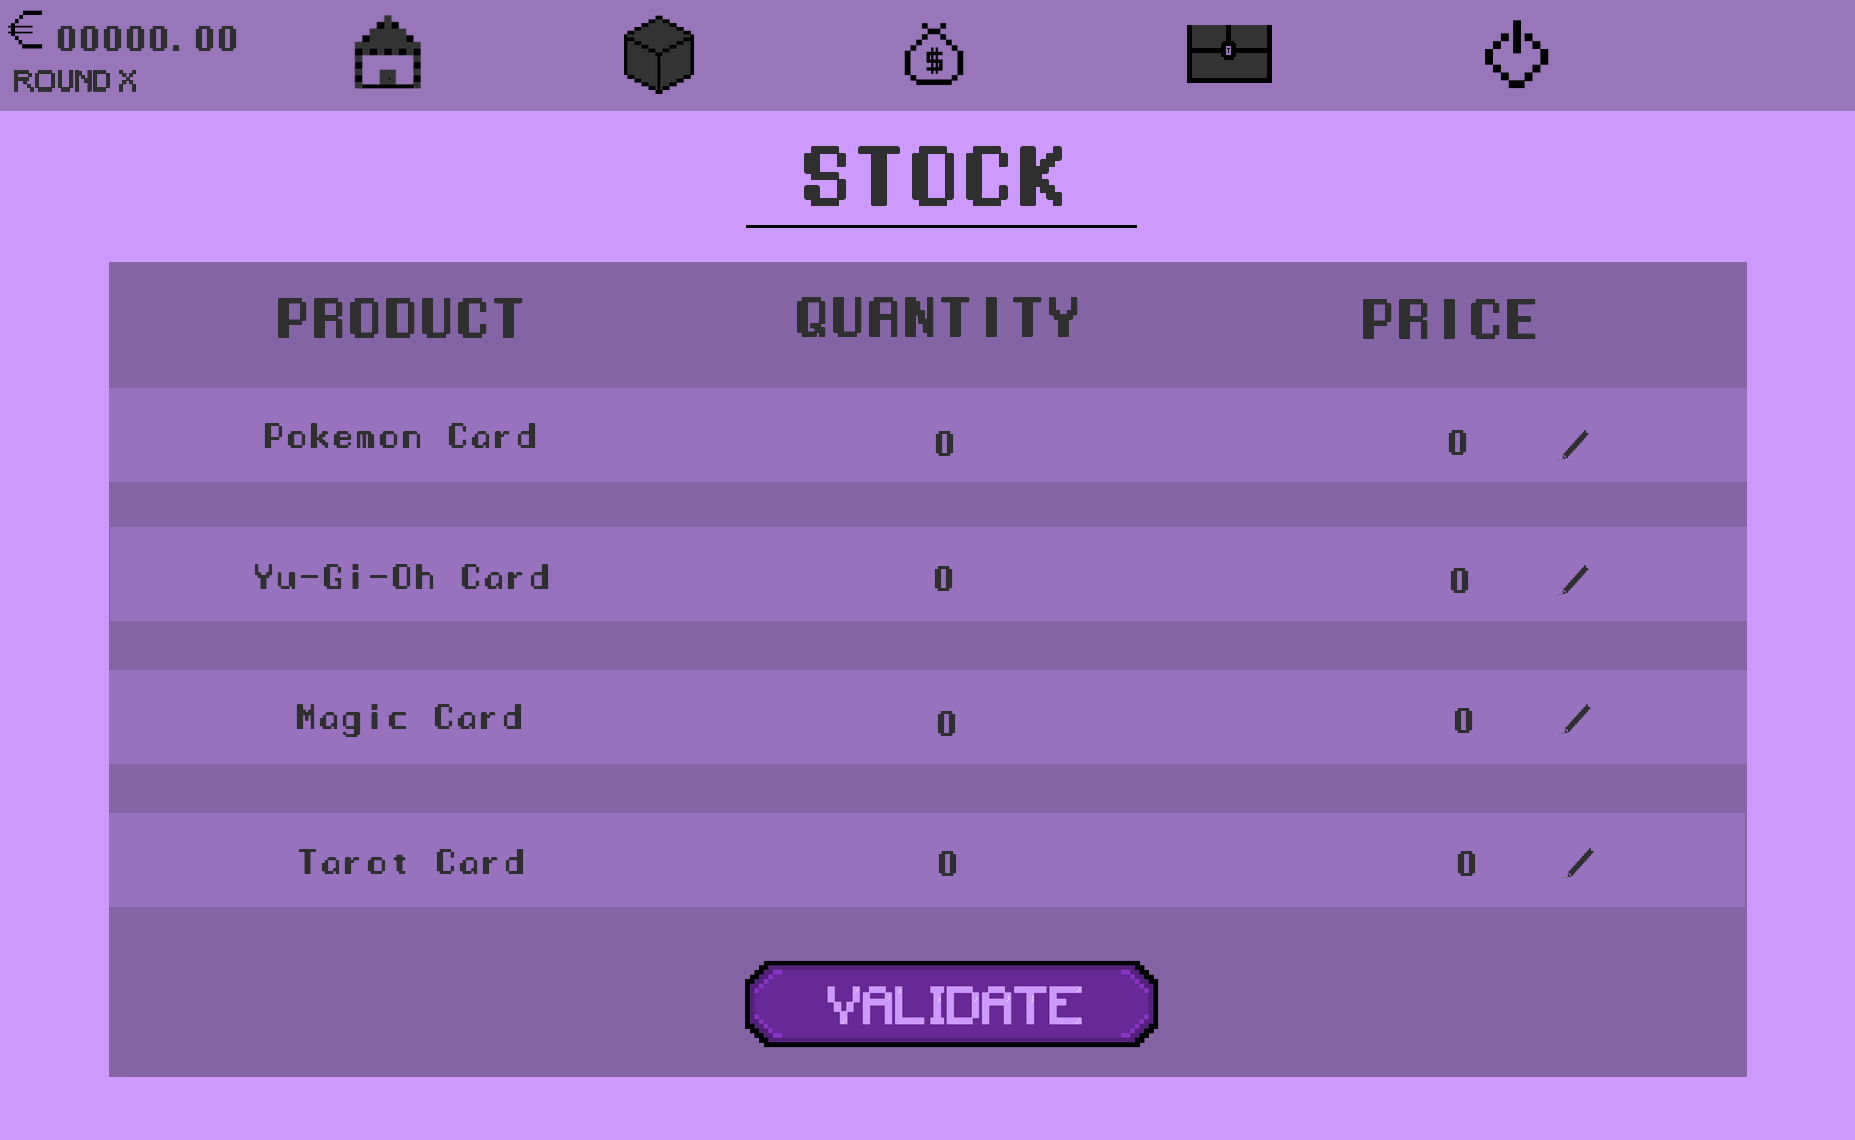 € 00000.00
ROUND X
$
STOCK
PRODUCT QUANTITY PRICE
Pokemon Card 0 0
Yu-Gi-Oh Card 0 0
Magic Card 0 0
Tarot Card 0 0
VALIDATE